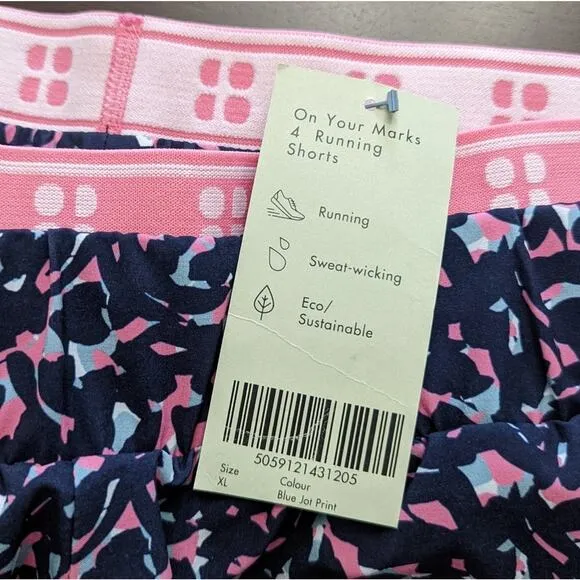 On Your Marks
4 Running
Shorts
Running
Sweat-wicking
Eco/
Sustainable
5059121431205
Size
XL
Colour
Blue Jot Print